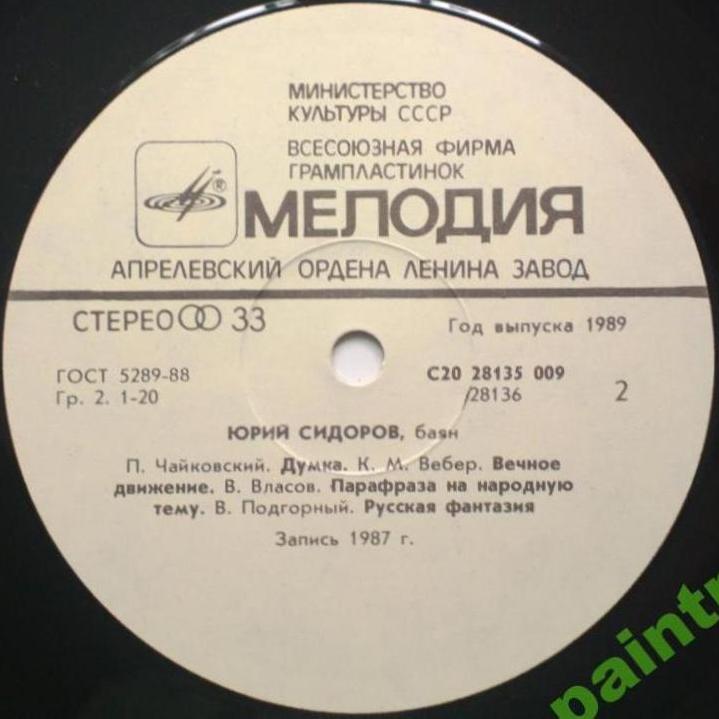 МИНИСТЕРСТВО
КУЛЬТУРЫ СССР
ВСЕСОЮЗНАЯ ФИРМА
ГРАМПЛАСТИНОК
®
МЕЛОДИЯ
АПРЕЛЕВСКИЙ ОРДЕНА ЛЕНИНА ЗАВОД
СТЕРЕО 33
Год выпуска 1989
ГОСТ 5289-88
Гр. 2. 1-20
С20 28135 009
/28136
2
ЮРИЙ СИДОРОВ, баян
П. Чайковский. Думка. К. М. Вебер. Вечное
движение. В. Власов. Парафраза на народную
тему. В. Подгорный. Русская фантазия
Запись 1987 г.